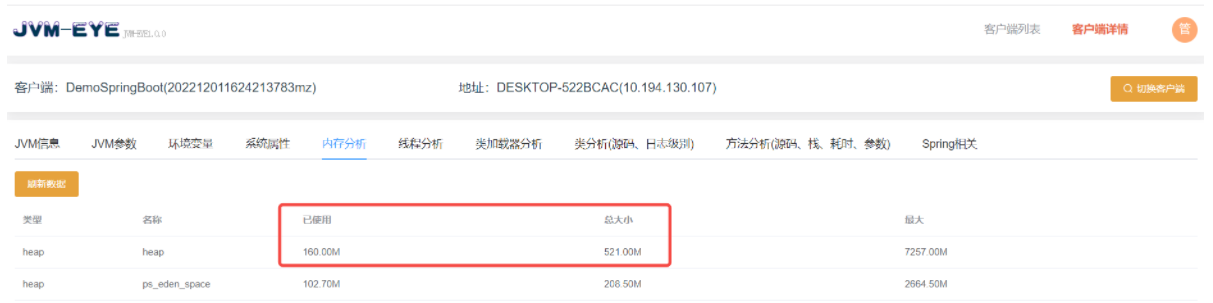 JVM-EYE JVM-EYE1.0.0 客户端列表 客户端详情 管
客户端：DemoSpringBoot(202212011624213783mz) 地址：DESKTOP-522BCAC(10.194.130.107) 切换客户端
JVM信息 JVM参数 环境变量 系统属性 内存分析 线程分析 类加载器分析 类分析(源码、日志级别) 方法分析(源码、栈、耗时、参数) Spring相关
刷新数据
类型 名称 已使用 总大小 最大
heap heap 160.00M 521.00M 7257.00M
heap ps_eden_space 102.70M 208.50M 2664.50M